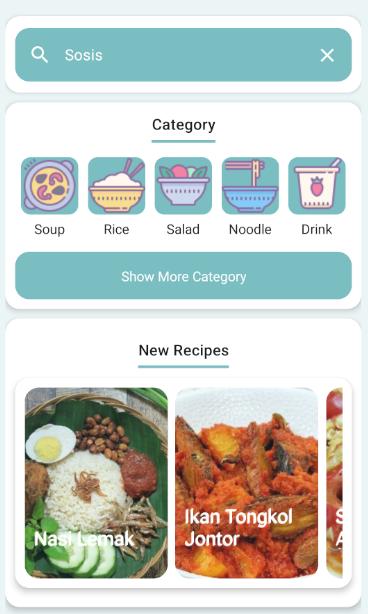 Sosis
Category
Soup
Rice
Salad
Noodle
Drink
Show More Category
New Recipes
Nasi Lemak
Ikan Tongkol
Jontor